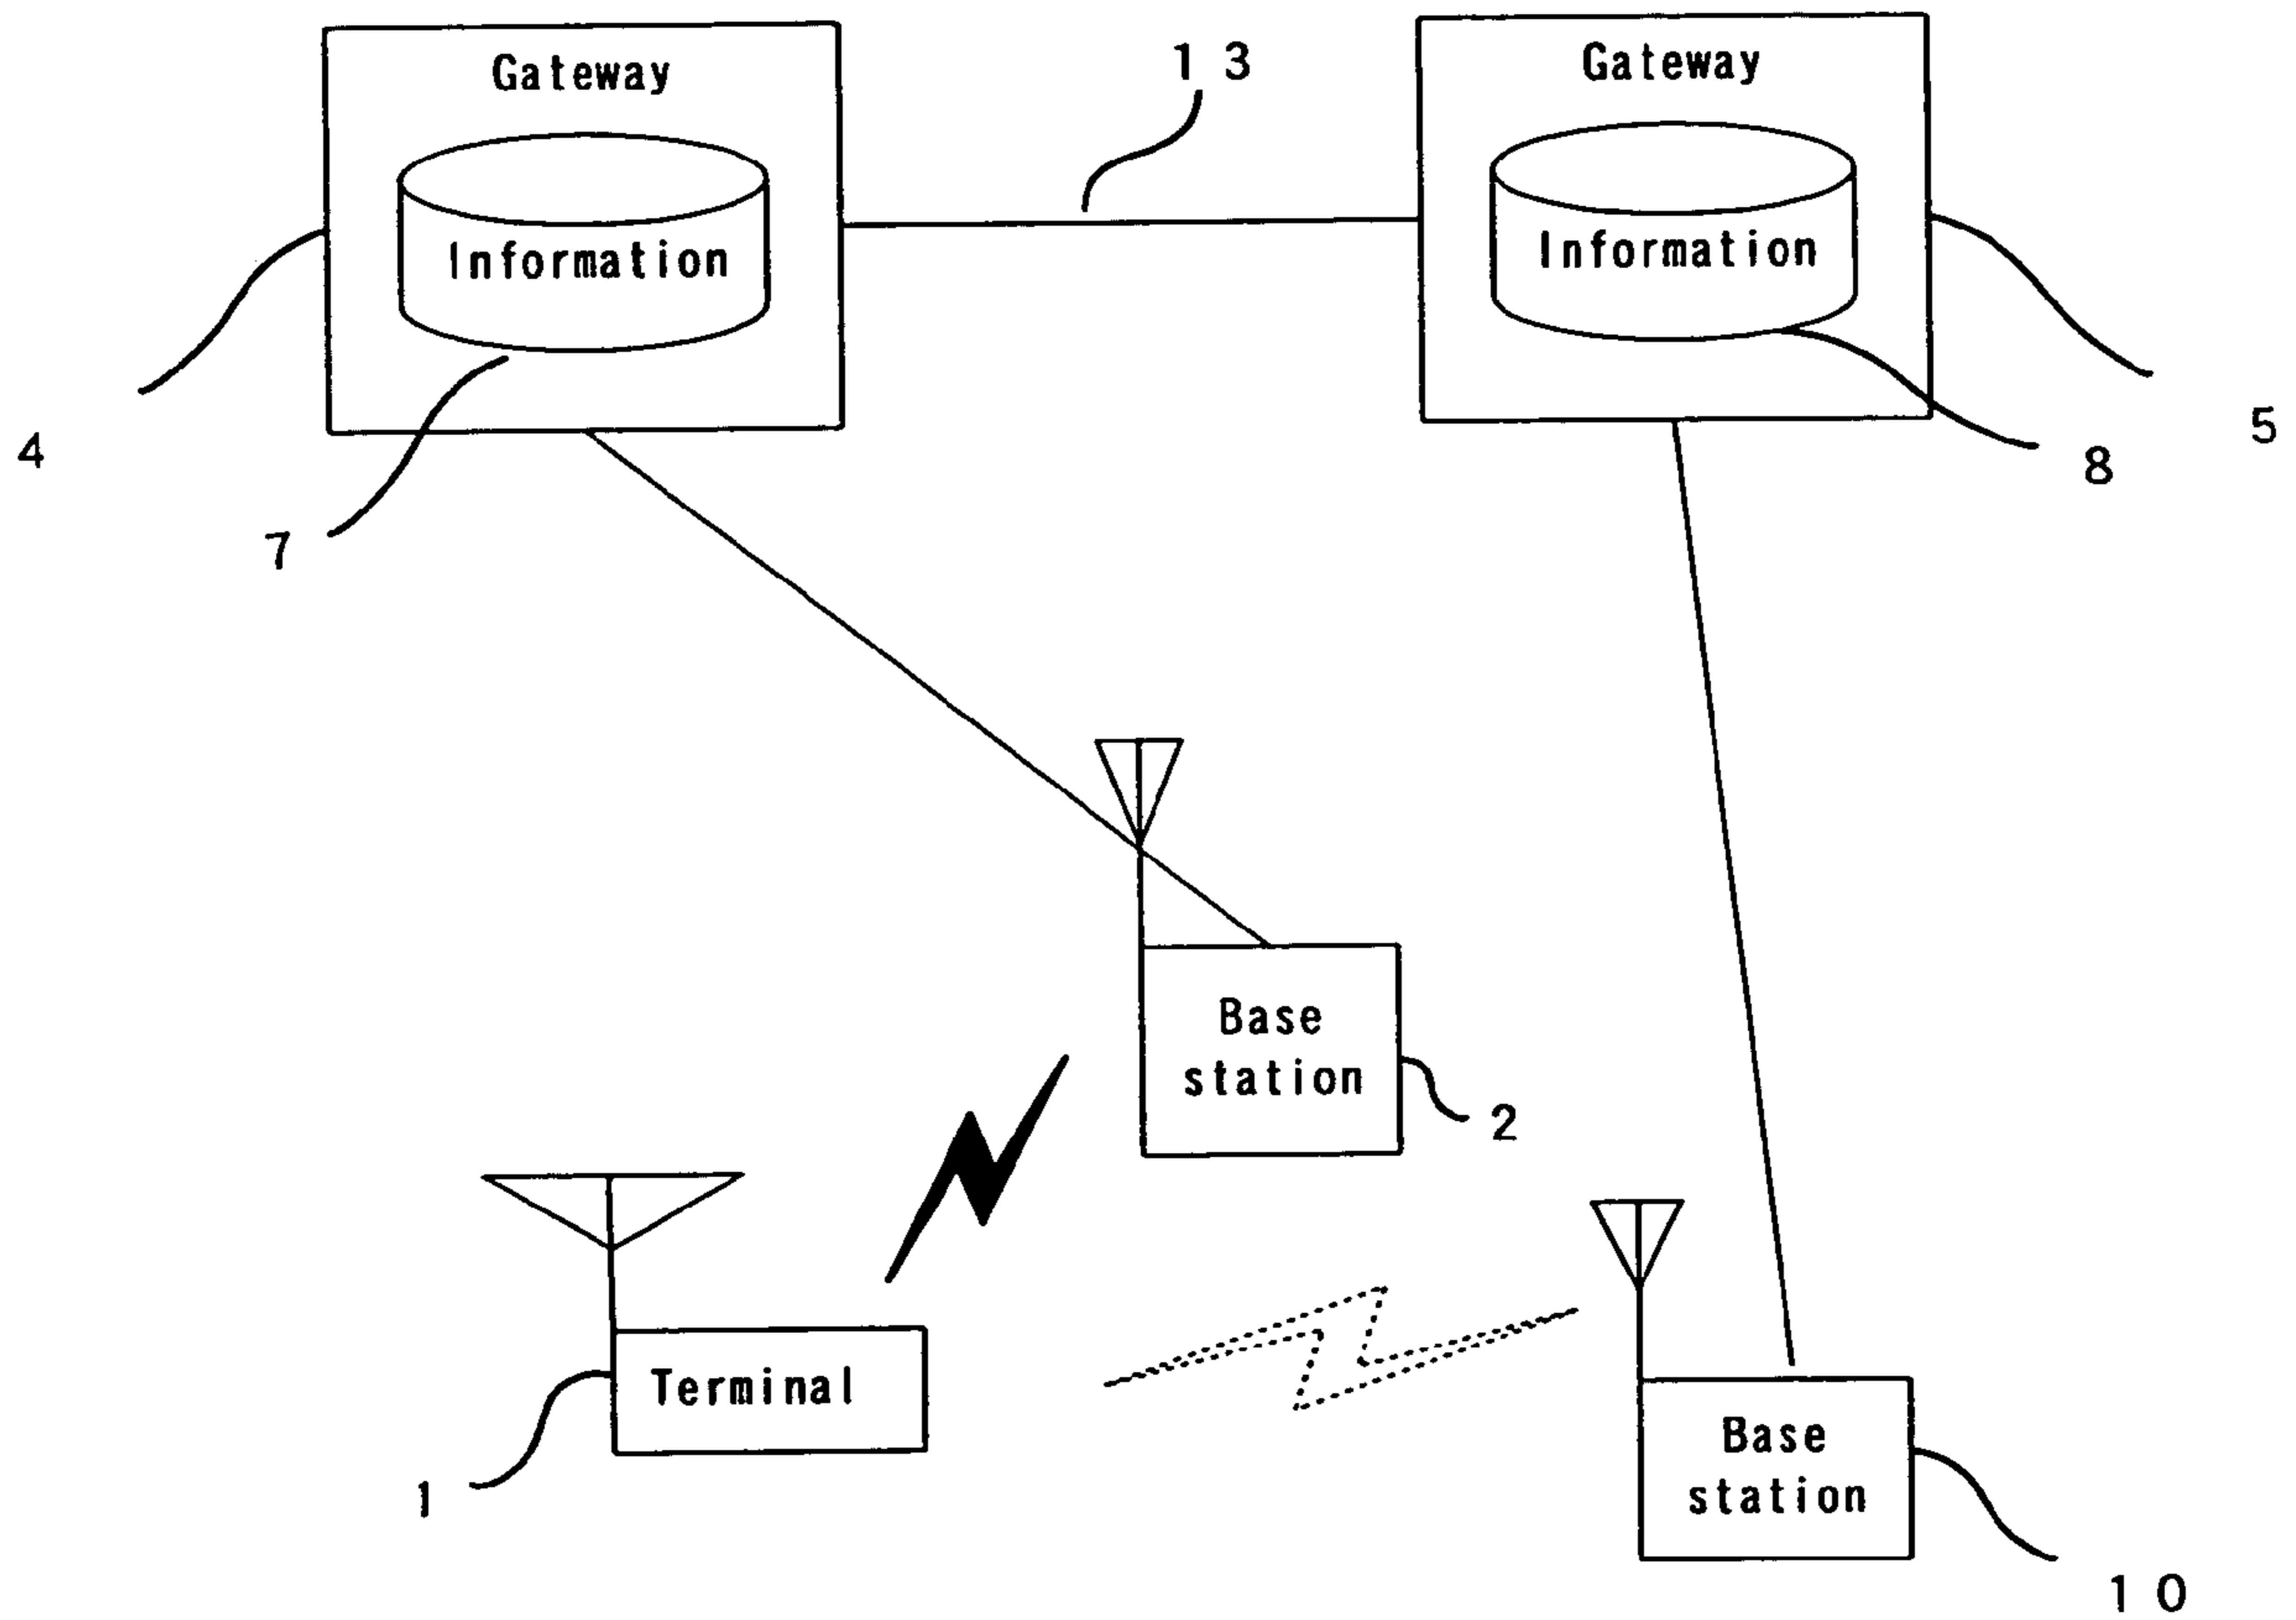 Gateway
Information
4
7
1 3
Gateway
Information
5
8
Base
station
2
Terminal
1
Base
station
1 0